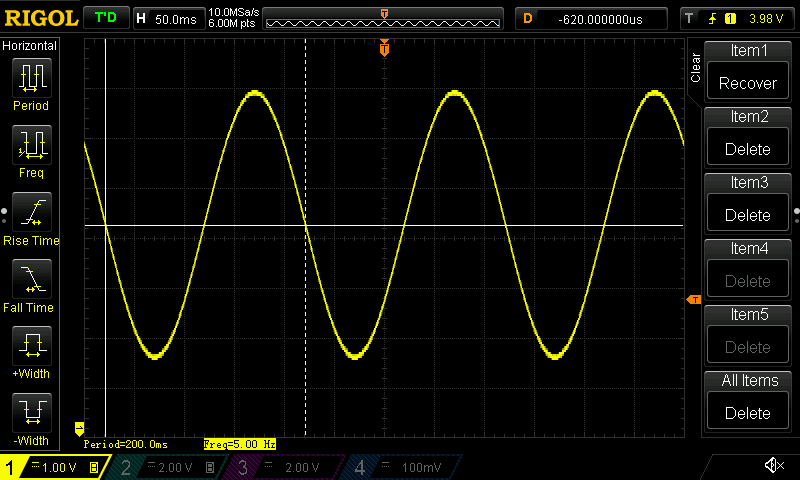 RIGOL T'D H 50.0ms 10.0MSa/s 6.00M pts T D -620.000000us T 1 3.98 V
Horizontal
Period
Freq
Rise Time
Fall Time
+Width
-Width
T
T
Clear
Item1
Recover
Item2
Delete
Item3
Delete
Item4
Delete
Item5
Delete
All Items
Delete
Period=200.0ms Freq=5.00 Hz
1 1.00 V B 2 2.00 V B 3 2.00 V 4 100mV